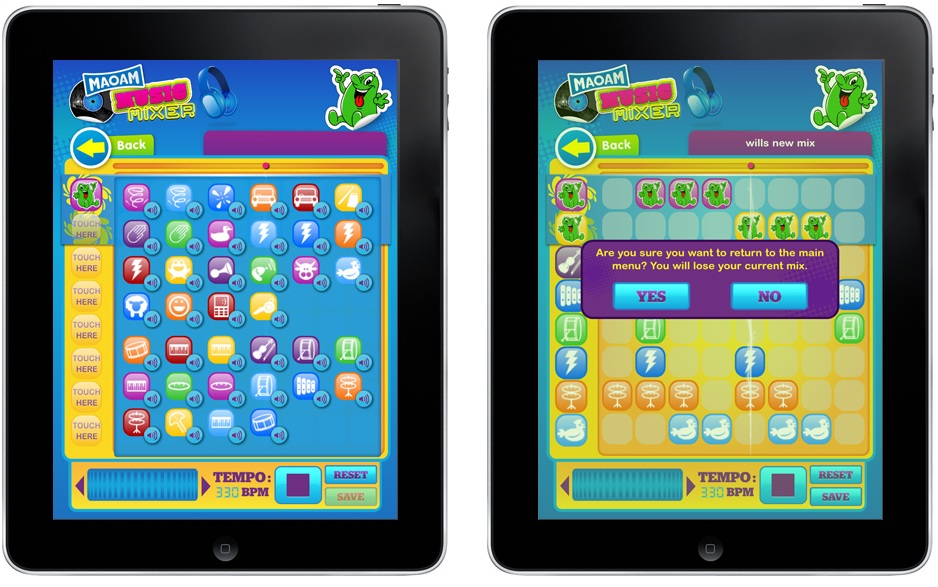 MAOAM
MUSIC
MIXER
Back
TOUCH
HERE
TOUCH
HERE
TOUCH
HERE
TOUCH
HERE
TOUCH
HERE
TOUCH
HERE
TOUCH
HERE
TEMPO:
330 BPM
RESET
SAVE
MAOAM
MUSIC
MIXER
Back
wills new mix
Are you sure you want to return to the main
menu? You will lose your current mix.
YES
NO
TEMPO:
330 BPM
RESET
SAVE